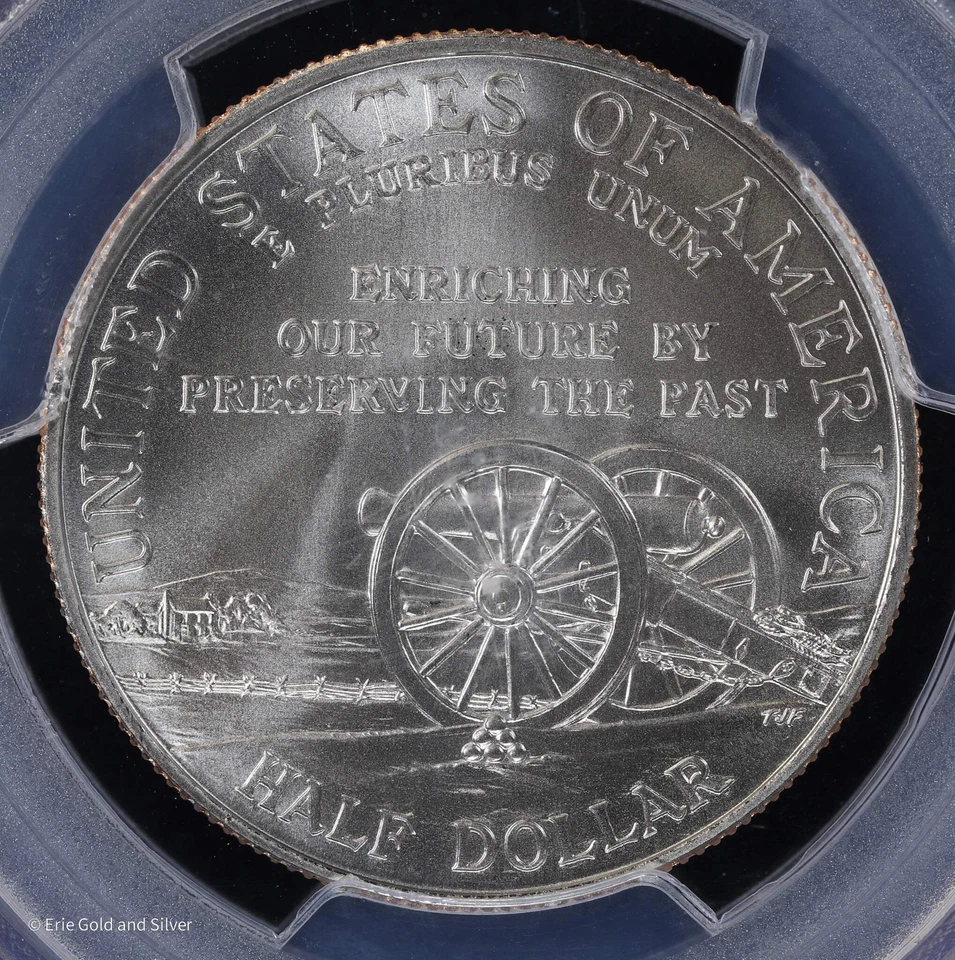 UNITED STATES OF AMERICA
E PLURIBUS UNUM
ENRICHING
OUR FUTURE BY
PRESERVING THE PAST
TJF
HALF DOLLAR
© Erie Gold and Silver